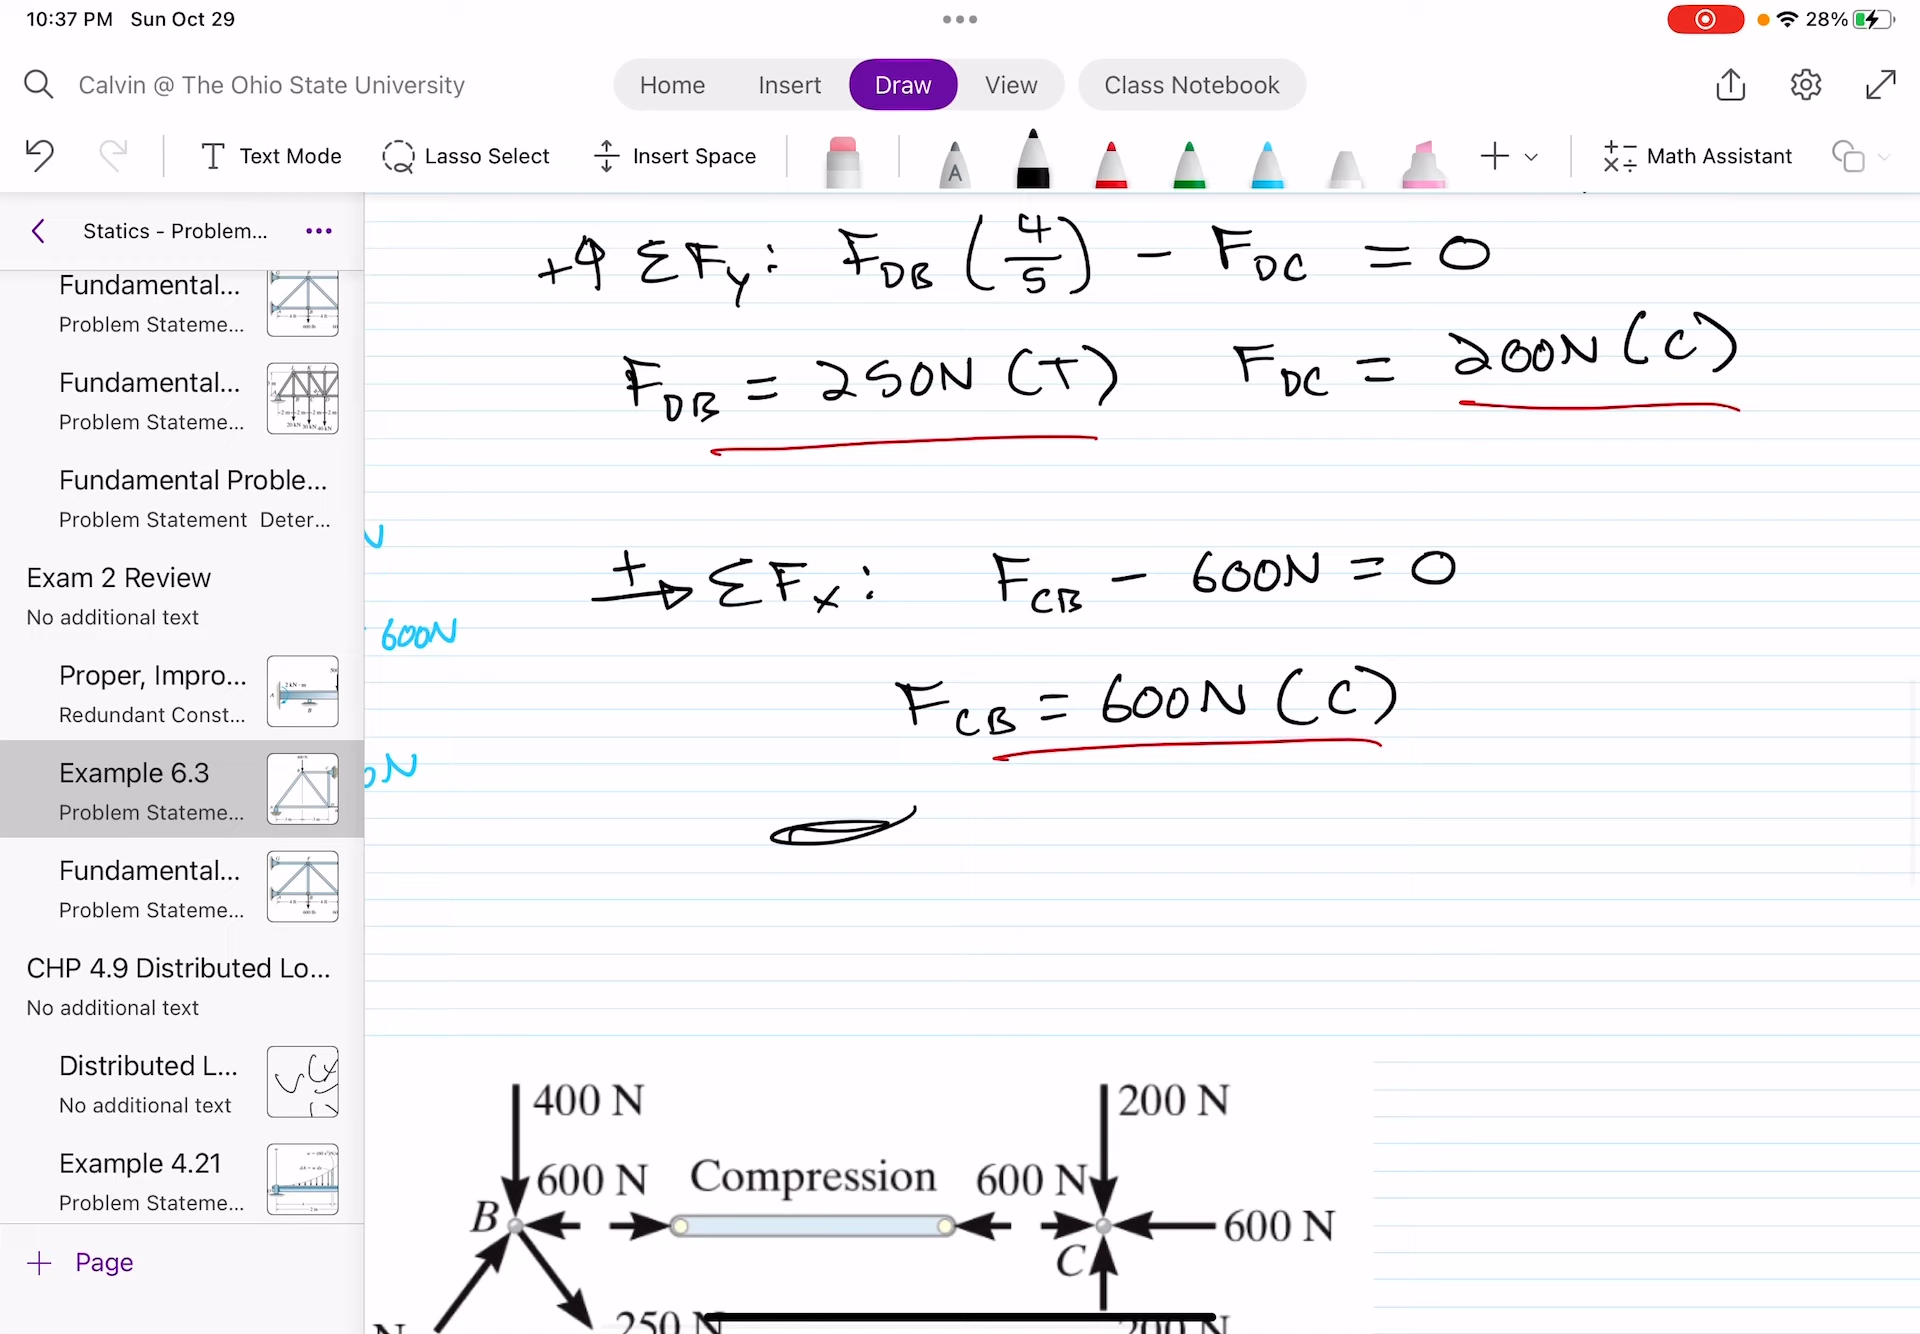 10:37 PM Sun Oct 29
28%
Calvin @ The Ohio State University
Home Insert Draw View Class Notebook
Text Mode Lasso Select Insert Space A Math Assistant
Statics - Problem...
Fundamental...
Problem Stateme...
Fundamental...
Problem Stateme...
Fundamental Proble...
Problem Statement Deter...
Exam 2 Review
No additional text
Proper, Impro...
Redundant Const...
Example 6.3
Problem Stateme...
Fundamental...
Problem Stateme...
CHP 4.9 Distributed Lo...
No additional text
Distributed L...
No additional text
Example 4.21
Problem Stateme...
+ Page
+↑ ΣFy: FDB (4/5) - FDC = 0
FDB = 250N (T) FDC = 200N (C)
N
+→ ΣFx: FCB - 600N = 0
600N
FCB = 600N (C)
0N
400 N 200 N
600 N Compression 600 N
B 600 N
C
N 250 N 200 N